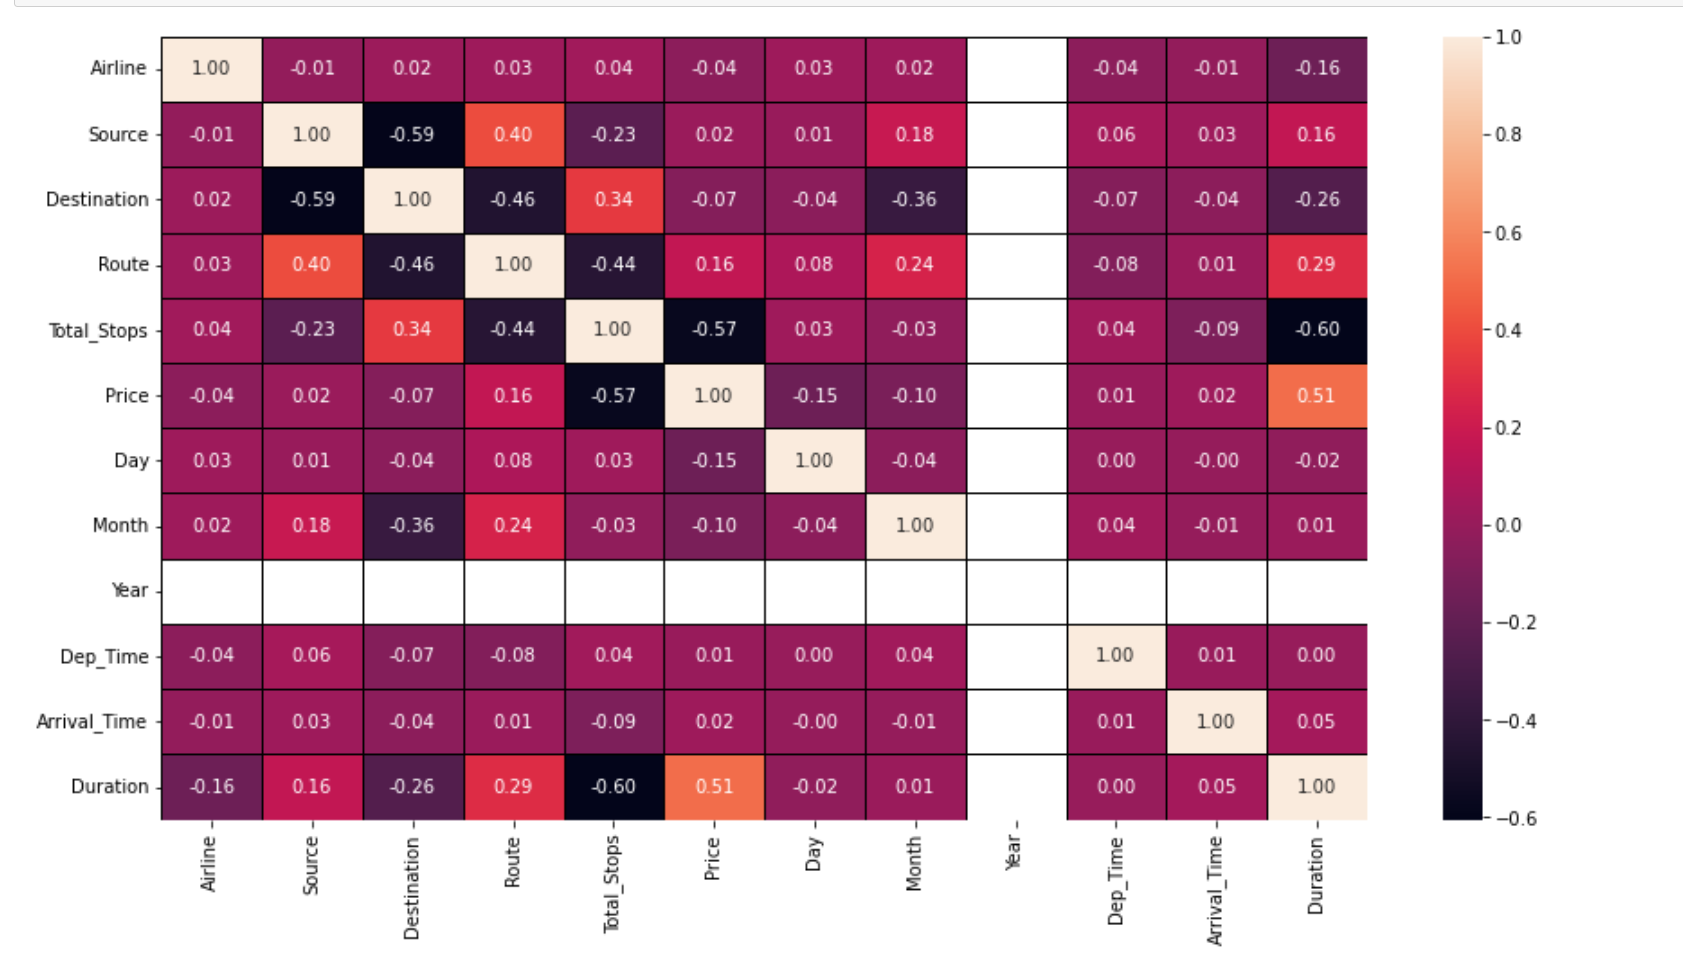 Airline 1.00 -0.01 0.02 0.03 0.04 -0.04 0.03 0.02 -0.04 -0.01 -0.16
Source -0.01 1.00 -0.59 0.40 -0.23 0.02 0.01 0.18 0.06 0.03 0.16
Destination 0.02 -0.59 1.00 -0.46 0.34 -0.07 -0.04 -0.36 -0.07 -0.04 -0.26
Route 0.03 0.40 -0.46 1.00 -0.44 0.16 0.08 0.24 -0.08 0.01 0.29
Total_Stops 0.04 -0.23 0.34 -0.44 1.00 -0.57 0.03 -0.03 0.04 -0.09 -0.60
Price -0.04 0.02 -0.07 0.16 -0.57 1.00 -0.15 -0.10 0.01 0.02 0.51
Day 0.03 0.01 -0.04 0.08 0.03 -0.15 1.00 -0.04 0.00 -0.00 -0.02
Month 0.02 0.18 -0.36 0.24 -0.03 -0.10 -0.04 1.00 0.04 -0.01 0.01
Year
Dep_Time -0.04 0.06 -0.07 -0.08 0.04 0.01 0.00 0.04 1.00 0.01 0.00
Arrival_Time -0.01 0.03 -0.04 0.01 -0.09 0.02 -0.00 -0.01 0.01 1.00 0.05
Duration -0.16 0.16 -0.26 0.29 -0.60 0.51 -0.02 0.01 0.00 0.05 1.00
Airline
Source
Destination
Route
Total_Stops
Price
Day
Month
Year
Dep_Time
Arrival_Time
Duration
1.0
0.8
0.6
0.4
0.2
0.0
−0.2
−0.4
−0.6